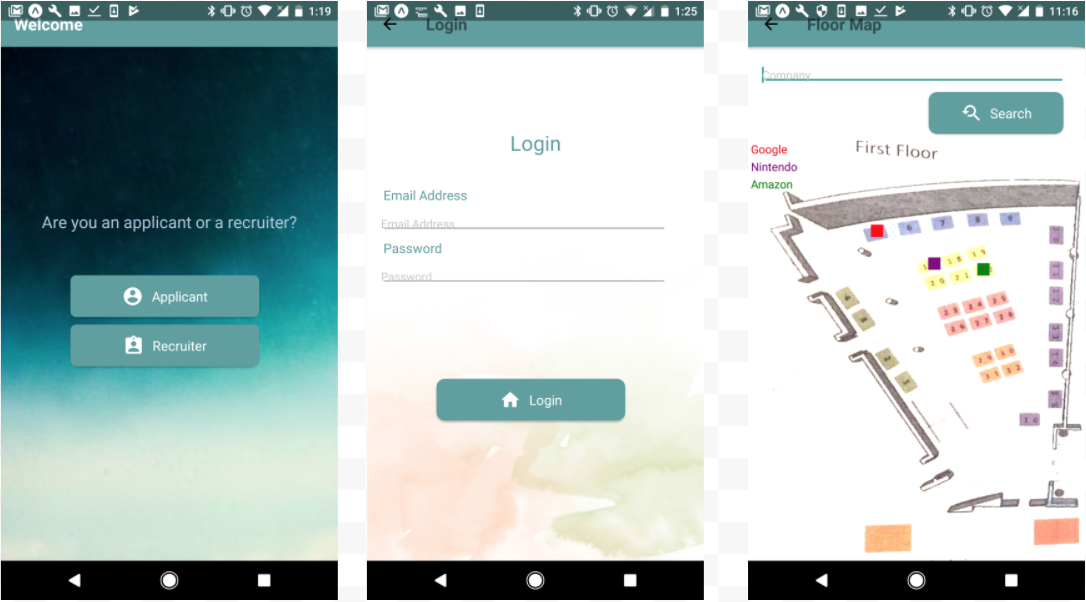 1:19
Welcome
Are you an applicant or a recruiter?
Applicant
Recruiter
1:25
Login
Login
Email Address
Email Address
Password
Password
Login
11:16
Floor Map
Company
Search
Google
Nintendo
Amazon
First Floor
6 7 8 9
18 19
20 21
23 24 25
26 27 28
29 30
31 32